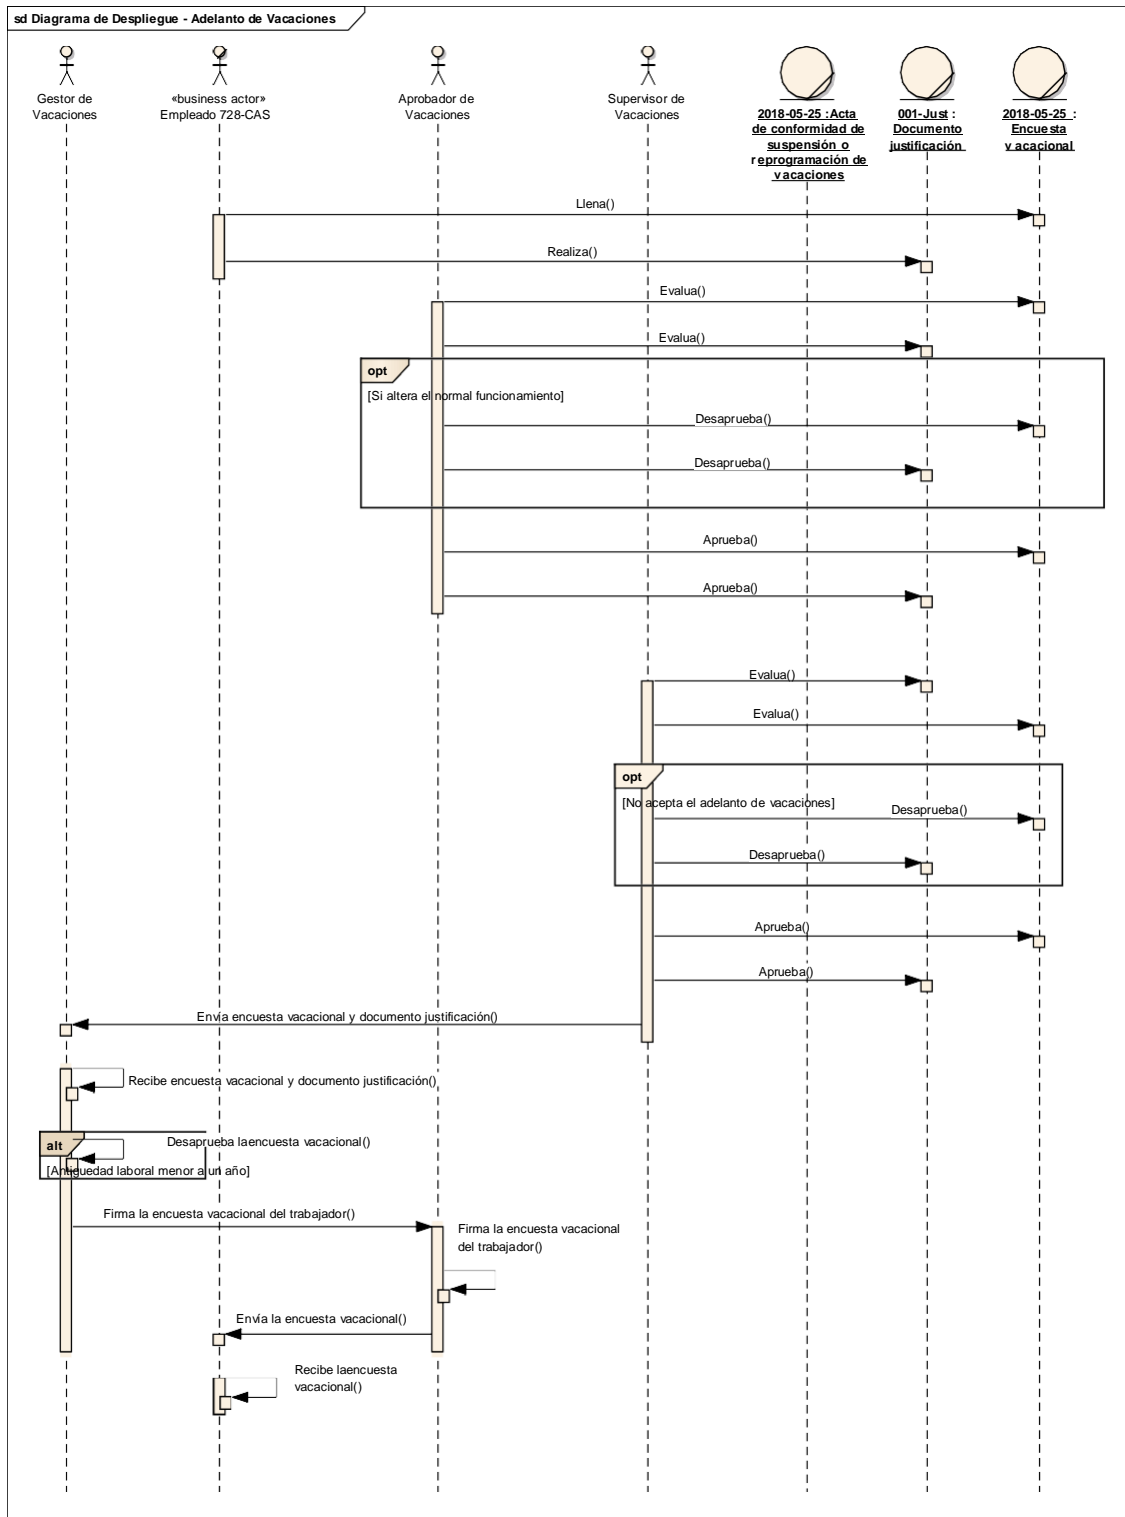 sd Diagrama de Despliegue - Adelanto de Vacaciones
Gestor de
Vacaciones
«business actor»
Empleado 728-CAS
Aprobador de
Vacaciones
Supervisor de
Vacaciones
2018-05-25 :Acta
de conformidad de
suspensión o
reprogramación de
vacaciones
001-Just :
Documento
justificación
2018-05-25 :
Encuesta
vacacional
Llena()
Realiza()
Evalua()
Evalua()
opt
[Si altera el normal funcionamiento]
Desaprueba()
Desaprueba()
Aprueba()
Aprueba()
Evalua()
Evalua()
opt
[No acepta el adelanto de vacaciones]
Desaprueba()
Desaprueba()
Aprueba()
Aprueba()
Envía encuesta vacacional y documento justificación()
Recibe encuesta vacacional y documento justificación()
alt
Desaprueba laencuesta vacacional()
[Antiguedad laboral menor a un año]
Firma la encuesta vacacional del trabajador()
Firma la encuesta vacacional
del trabajador()
Envía la encuesta vacacional()
Recibe laencuesta
vacacional()